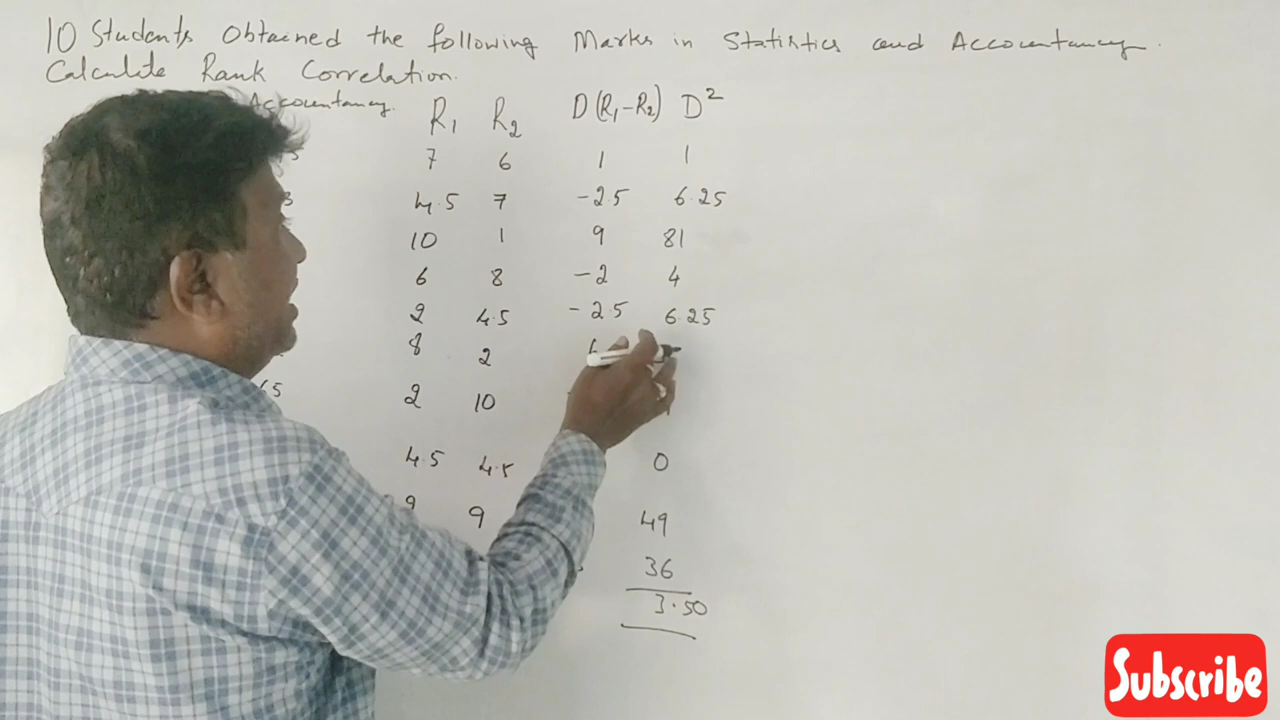 10 Students Obtained the following Marks in Statistics and Accountancy.
Calculate Rank Correlation.
Accountancy. R1 R2 D(R1-R2) D²
7 6 1 1
4.5 7 -2.5 6.25
10 1 9 81
6 8 -2 4
2 4.5 -2.5 6.25
8 2 6
65 2 10
4.5 4.5 0
2 9 49
36
3.50
Subscribe